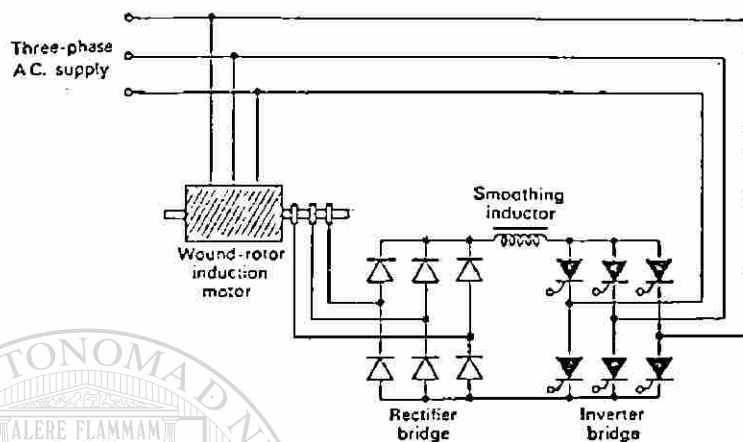 Three-phase
A.C. supply
Smoothing
inductor
Wound-rotor
induction
motor
Rectifier
bridge
Inverter
bridge
TONOMA D N
ALERE FLAMMAM